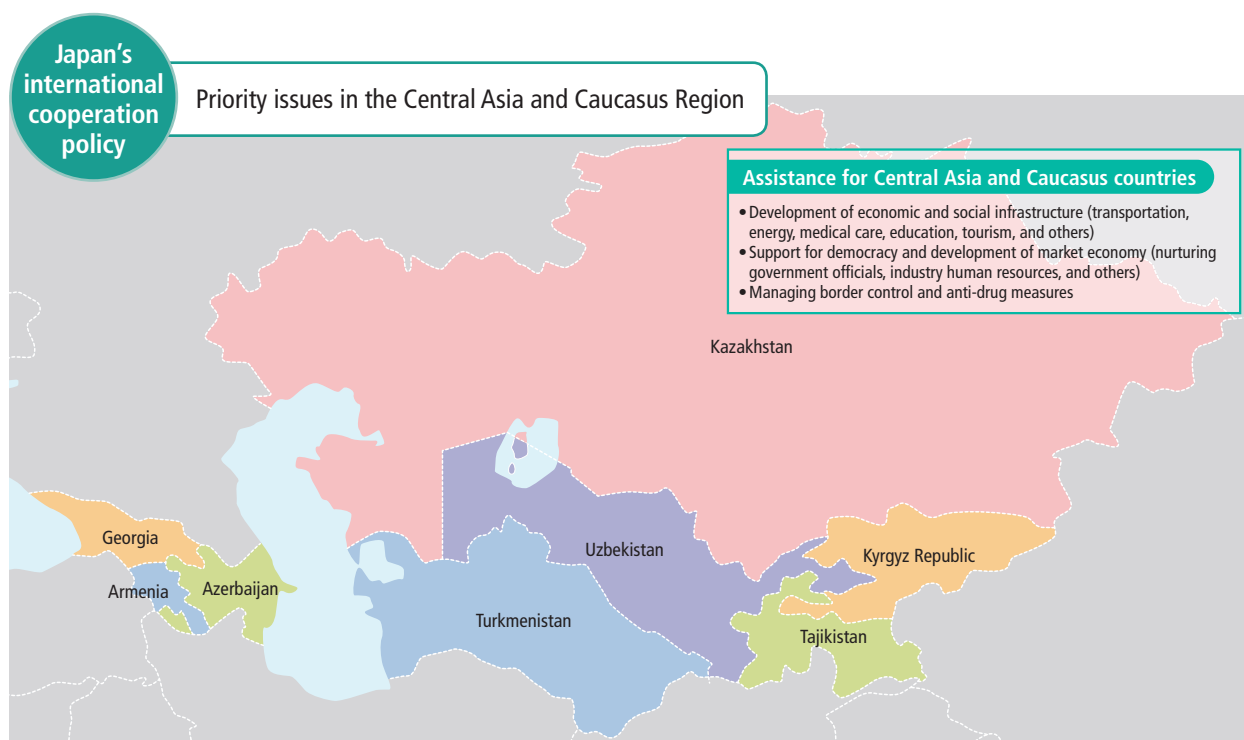 Japan's
international
cooperation
policy
Priority issues in the Central Asia and Caucasus Region
Assistance for Central Asia and Caucasus countries
• Development of economic and social infrastructure (transportation,
energy, medical care, education, tourism, and others)
• Support for democracy and development of market economy (nurturing
government officials, industry human resources, and others)
• Managing border control and anti-drug measures
Kazakhstan
Georgia
Uzbekistan
Kyrgyz Republic
Armenia
Azerbaijan
Turkmenistan
Tajikistan